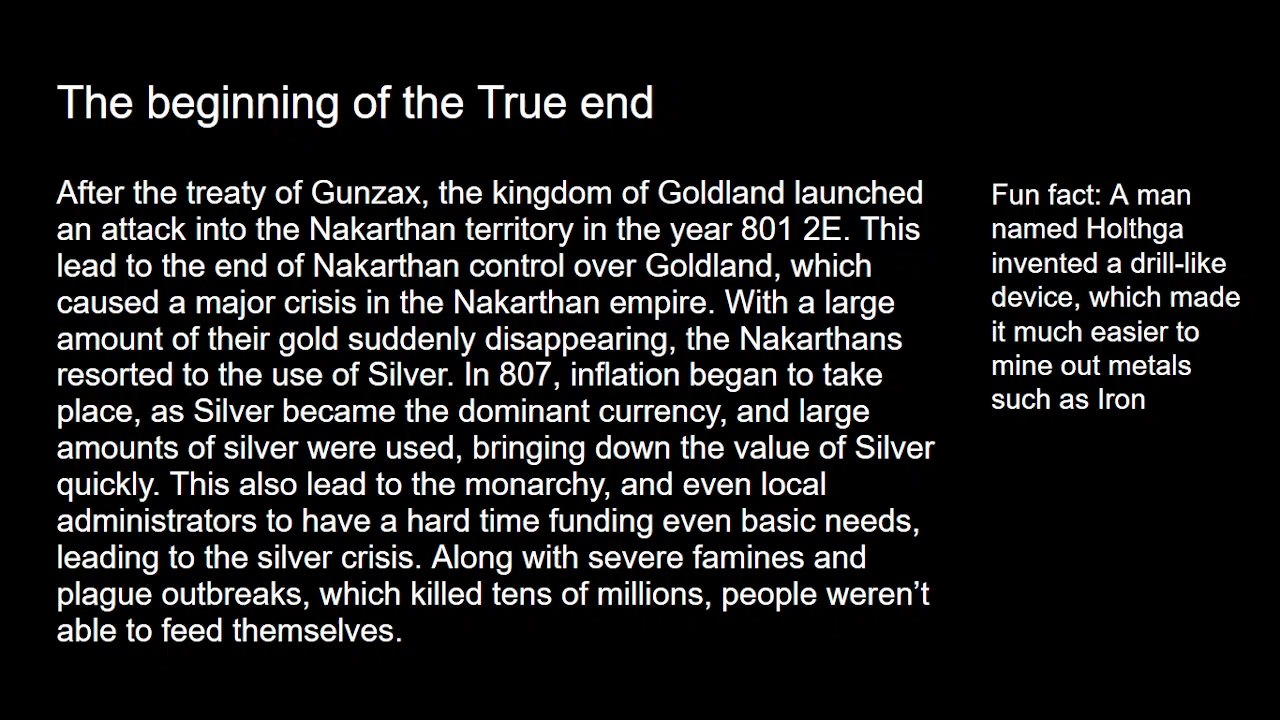 The beginning of the True end
After the treaty of Gunzax, the kingdom of Goldland launched
an attack into the Nakarthan territory in the year 801 2E. This
lead to the end of Nakarthan control over Goldland, which
caused a major crisis in the Nakarthan empire. With a large
amount of their gold suddenly disappearing, the Nakarthans
resorted to the use of Silver. In 807, inflation began to take
place, as Silver became the dominant currency, and large
amounts of silver were used, bringing down the value of Silver
quickly. This also lead to the monarchy, and even local
administrators to have a hard time funding even basic needs,
leading to the silver crisis. Along with severe famines and
plague outbreaks, which killed tens of millions, people weren’t
able to feed themselves.
Fun fact: A man
named Holthga
invented a drill-like
device, which made
it much easier to
mine out metals
such as Iron